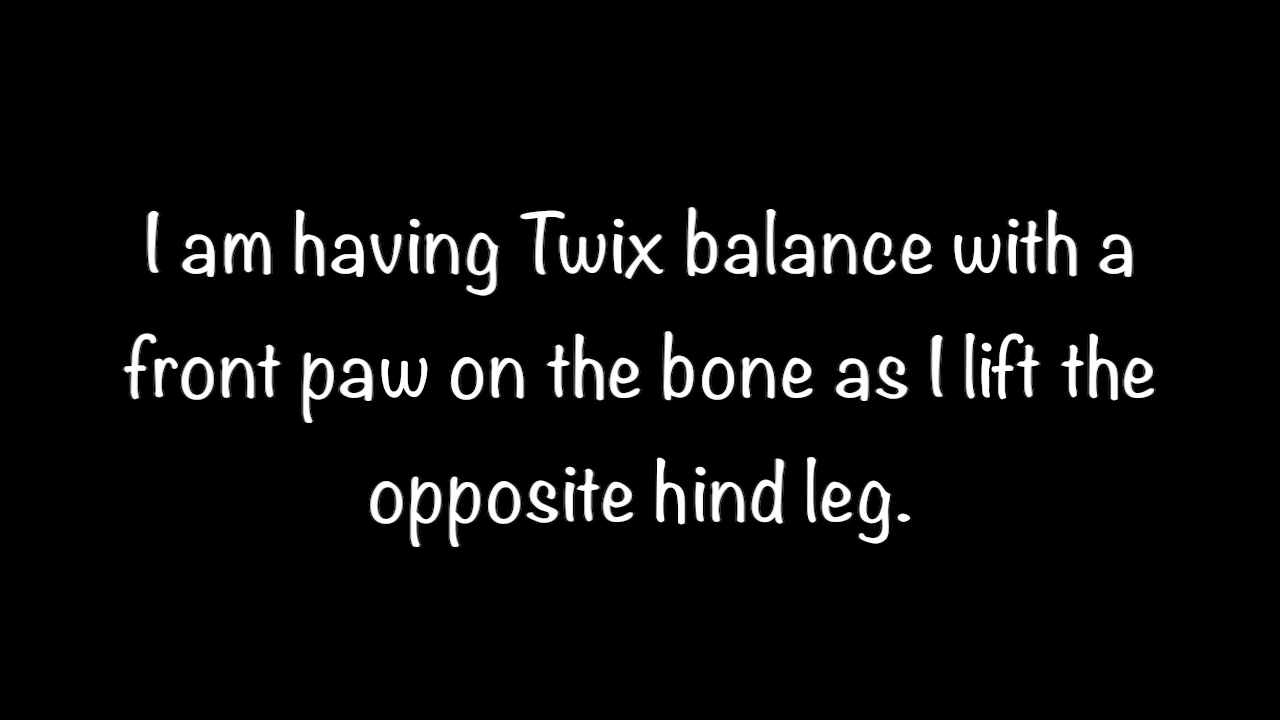 I am having Twix balance with a
front paw on the bone as I lift the
opposite hind leg.